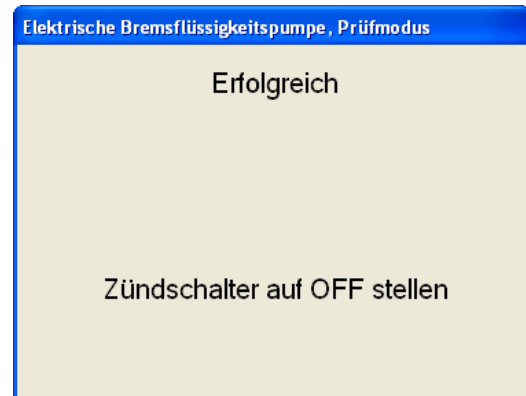 Elektrische Bremsflüssigkeitspumpe, Prüfmodus
Erfolgreich
Zündschalter auf OFF stellen